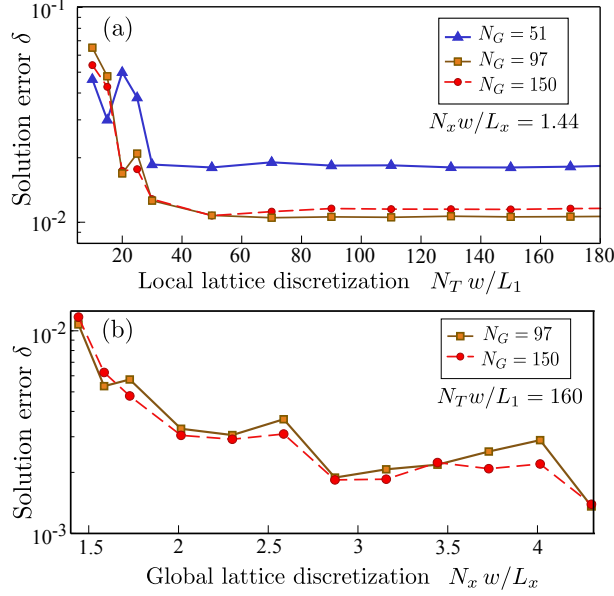 10⁻¹
(a)
N_G = 51
N_G = 97
N_G = 150
N_x w/L_x = 1.44
Solution error δ
10⁻²
20 40 60 80 100 120 140 160 180
Local lattice discretization N_T w/L_1
(b)
10⁻²
N_G = 97
N_G = 150
N_T w/L_1 = 160
Solution error δ
10⁻³
1.5 2 2.5 3 3.5 4
Global lattice discretization N_x w/L_x